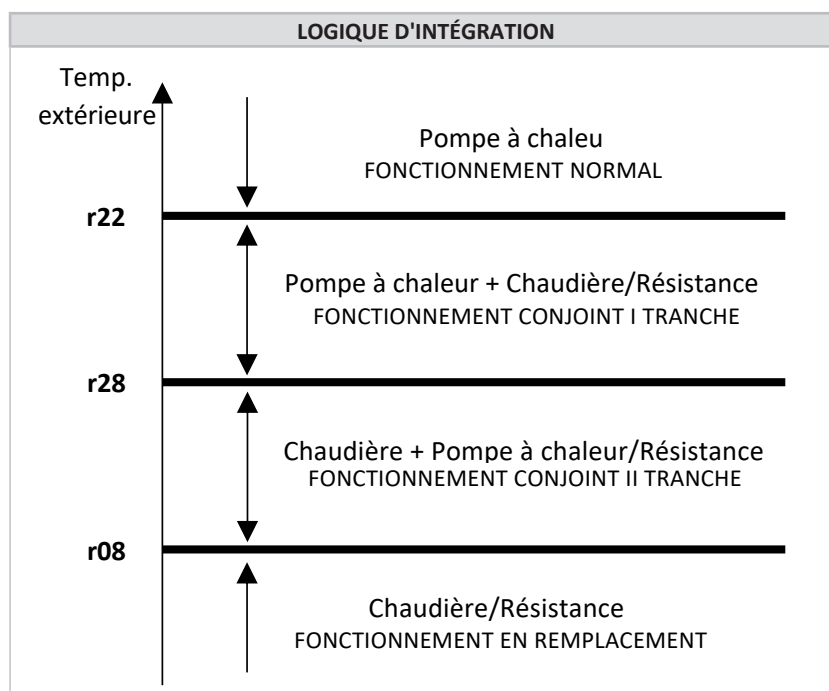 LOGIQUE D'INTÉGRATION
Temp.
extérieure
Pompe à chaleu
FONCTIONNEMENT NORMAL
r22
Pompe à chaleur + Chaudière/Résistance
FONCTIONNEMENT CONJOINT I TRANCHE
r28
Chaudière + Pompe à chaleur/Résistance
FONCTIONNEMENT CONJOINT II TRANCHE
r08
Chaudière/Résistance
FONCTIONNEMENT EN REMPLACEMENT